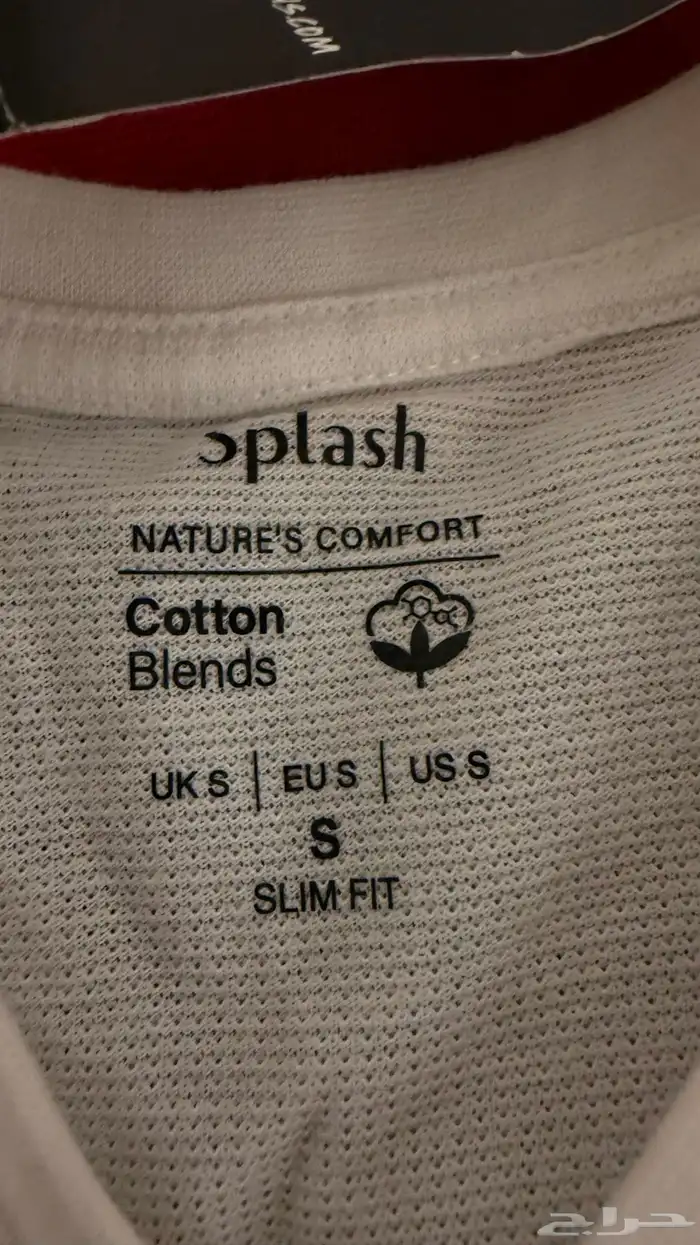 splash
NATURE'S COMFORT
Cotton
Blends
UK S | EU S | US S
S
SLIM FIT
حراج